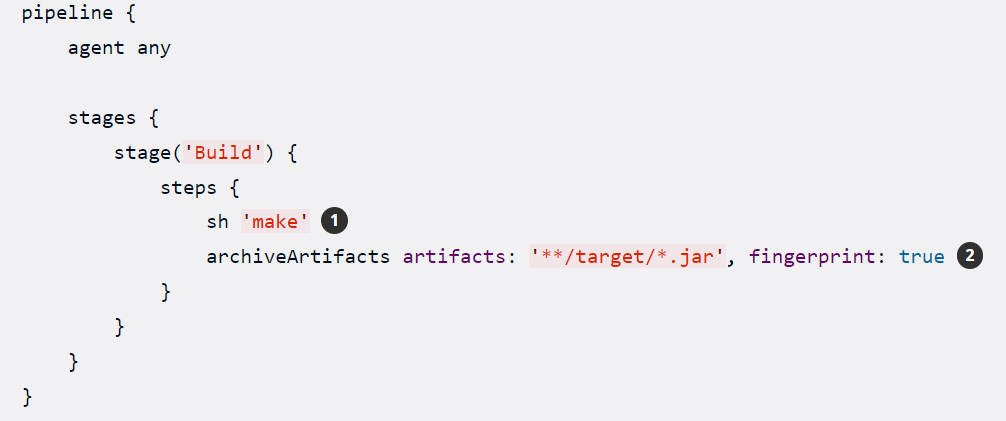 pipeline {
    agent any

    stages {
        stage('Build') {
            steps {
                sh 'make' 1
                archiveArtifacts artifacts: '**/target/*.jar', fingerprint: true 2
            }
        }
    }
}